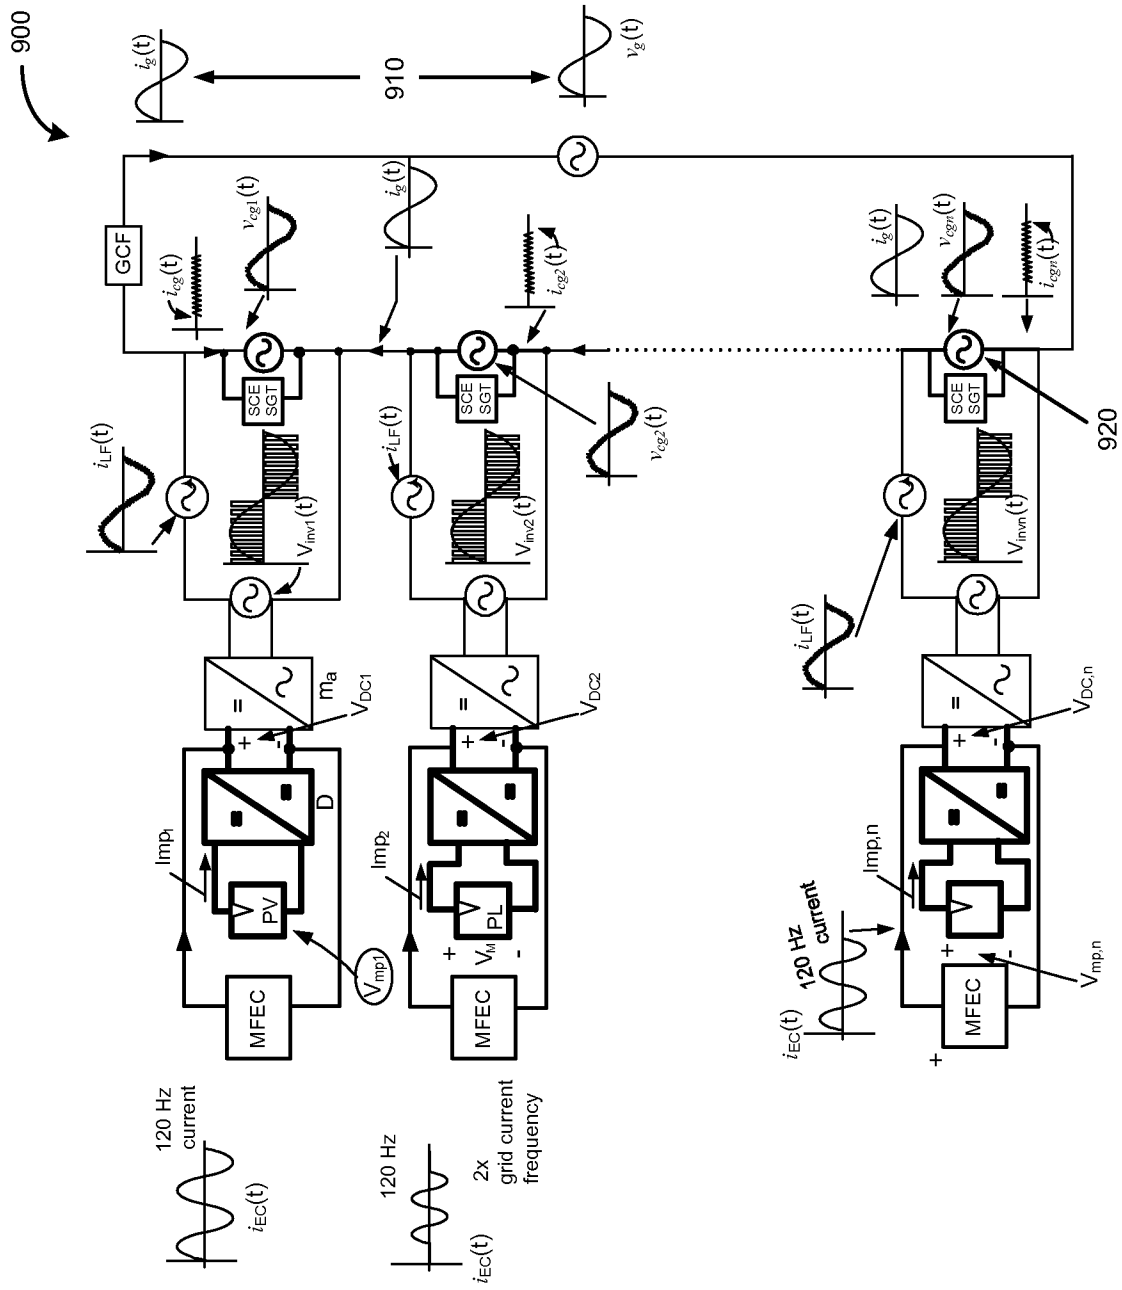 900
i_g(t)
910
v_g(t)
GCF
i_cg(t)
v_cg1(t)
i_g(t)
i_cg2(t)
i_g(t)
v_cgn(t)
i_cgn(t)
i_LF(t)
SCE
SGT
V_inv1(t)
i_LF(t)
SCE
SGT
V_inv2(t)
v_cg2(t)
SCE
SGT
V_invn(t)
920
i_LF(t)
=
m_a
V_DC1
+
-
=
V_DC2
+
-
=
V_DC,n
+
-
Imp_1
V
PV
=
=
D
V_mp1
MFEC
Imp_2
V
PL
=
=
+
V_M
-
MFEC
Imp,n
V
=
=
+
-
V_mp,n
MFEC
+
120 Hz
current
i_EC(t)
120 Hz
current
i_EC(t)
120 Hz
2x
grid current
frequency
i_EC(t)